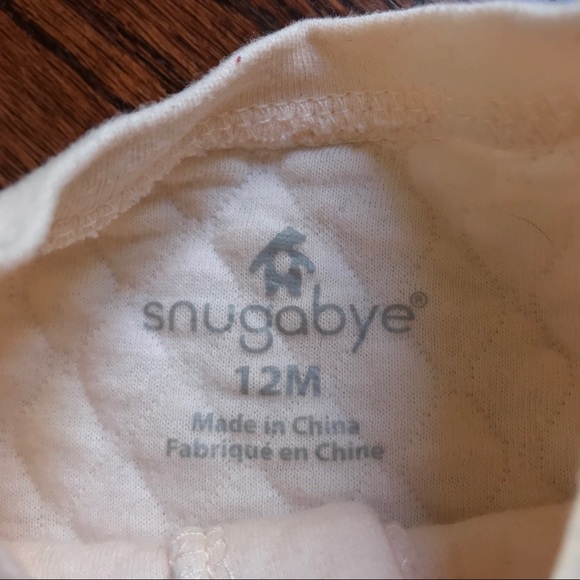 snugabye®
12M
Made in China
Fabriqué en Chine